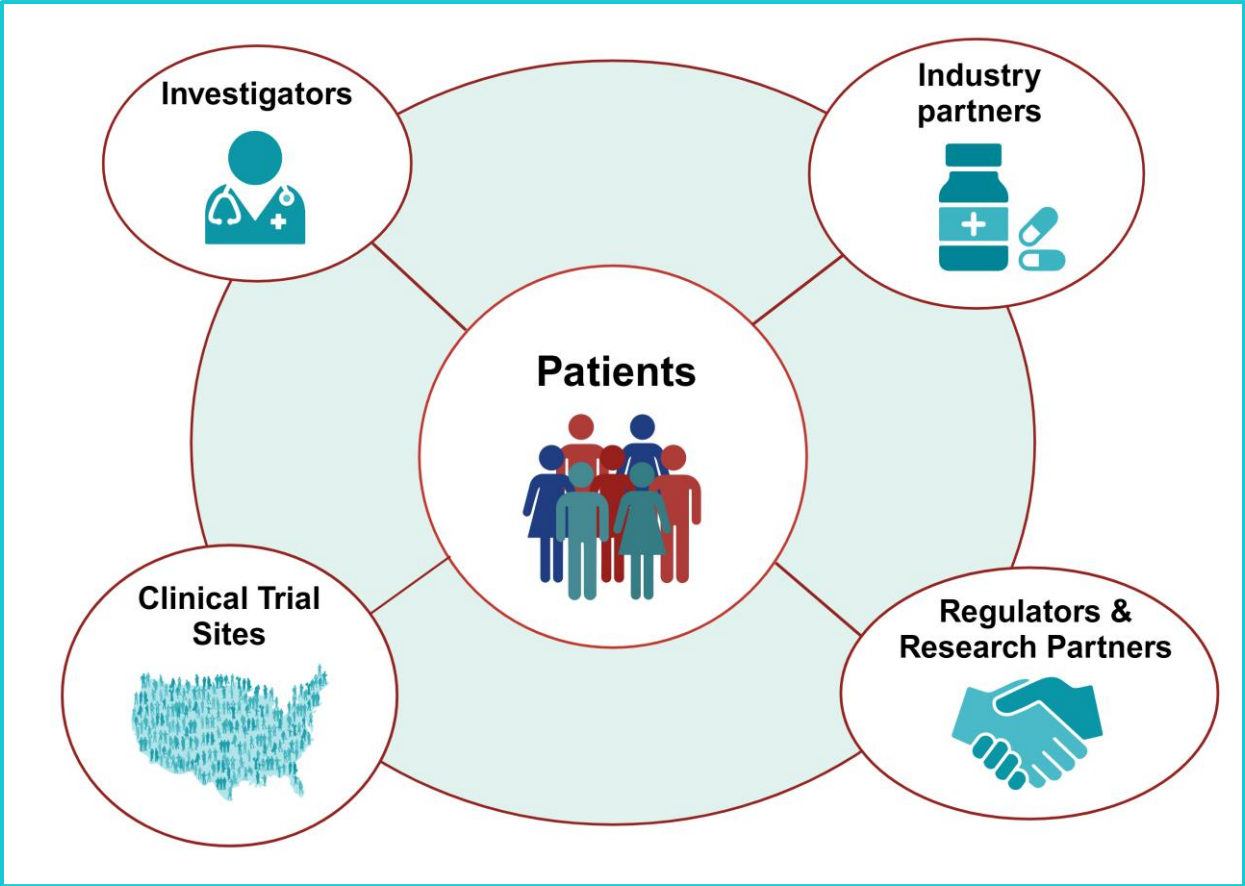 Investigators
Industry
partners
Patients
Clinical Trial
Sites
Regulators &
Research Partners